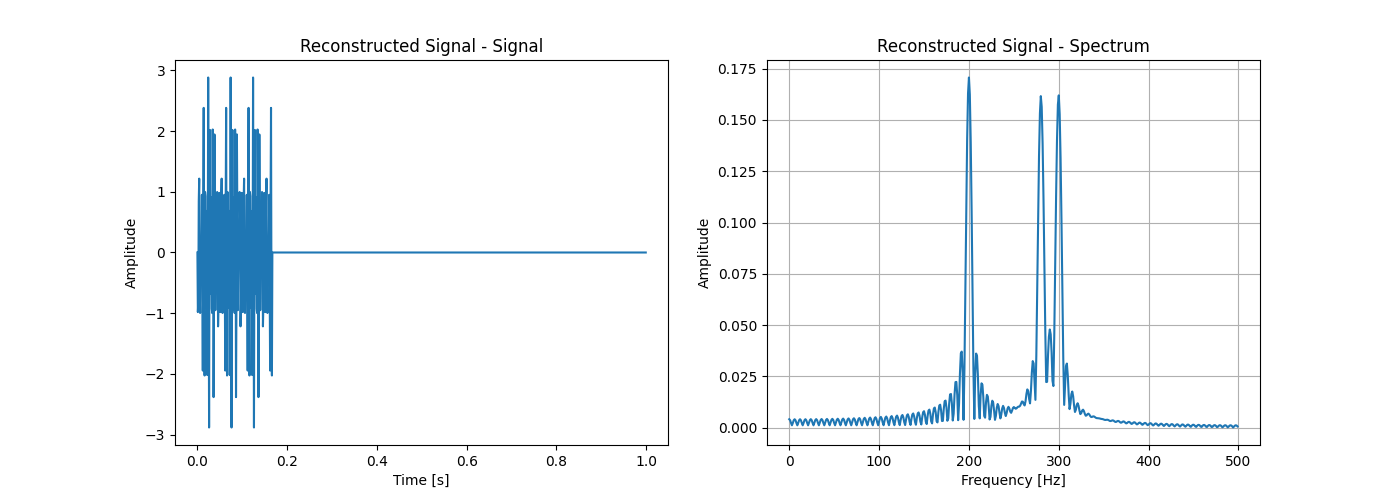 Reconstructed Signal - Signal
Amplitude
3
2
1
0
−1
−2
−3
0.0 0.2 0.4 0.6 0.8 1.0
Time [s]
Reconstructed Signal - Spectrum
Amplitude
0.175
0.150
0.125
0.100
0.075
0.050
0.025
0.000
0 100 200 300 400 500
Frequency [Hz]